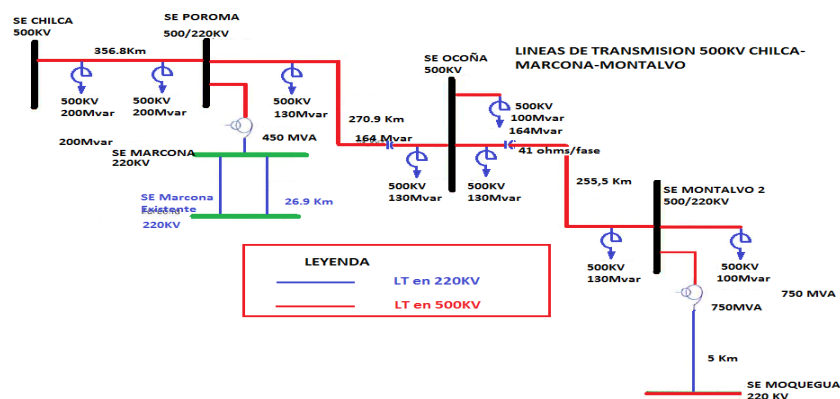 SE CHILCA
500KV
356.8Km
SE POROMA
500/220KV
500KV
200Mvar
500KV
200Mvar
500KV
130Mvar
200Mvar
450 MVA
SE MARCONA
220KV
SE Marcona
Existente
220KV
26.9 Km
270.9 Km
164 Mvar
SE OCOÑA
500KV
LINEAS DE TRANSMISION 500KV CHILCA-
MARCONA-MONTALVO
500KV
100Mvar
164Mvar
41 ohms/fase
500KV
130Mvar
500KV
130Mvar
255,5 Km
SE MONTALVO 2
500/220KV
500KV
130Mvar
500KV
100Mvar
750 MVA
750MVA
5 Km
SE MOQUEGUA
220 KV
LEYENDA
LT en 220KV
LT en 500KV